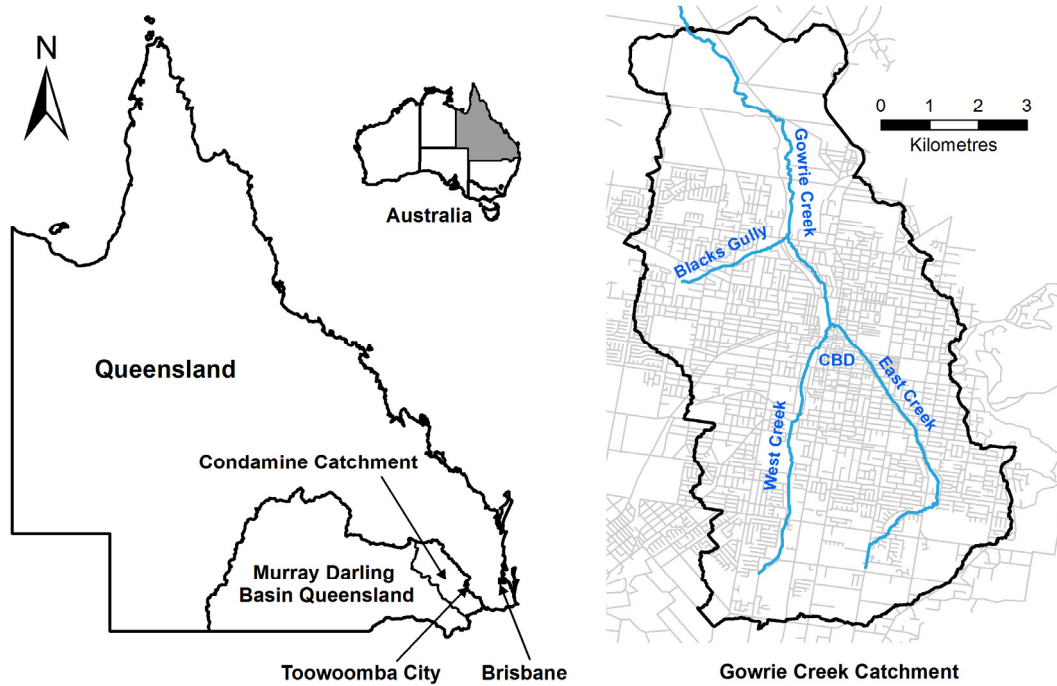 N
Australia
Queensland
Condamine Catchment
Murray Darling
Basin Queensland
Toowoomba City
Brisbane
0 1 2 3
Kilometres
Gowrie Creek
Blacks Gully
CBD
East Creek
West Creek
Gowrie Creek Catchment